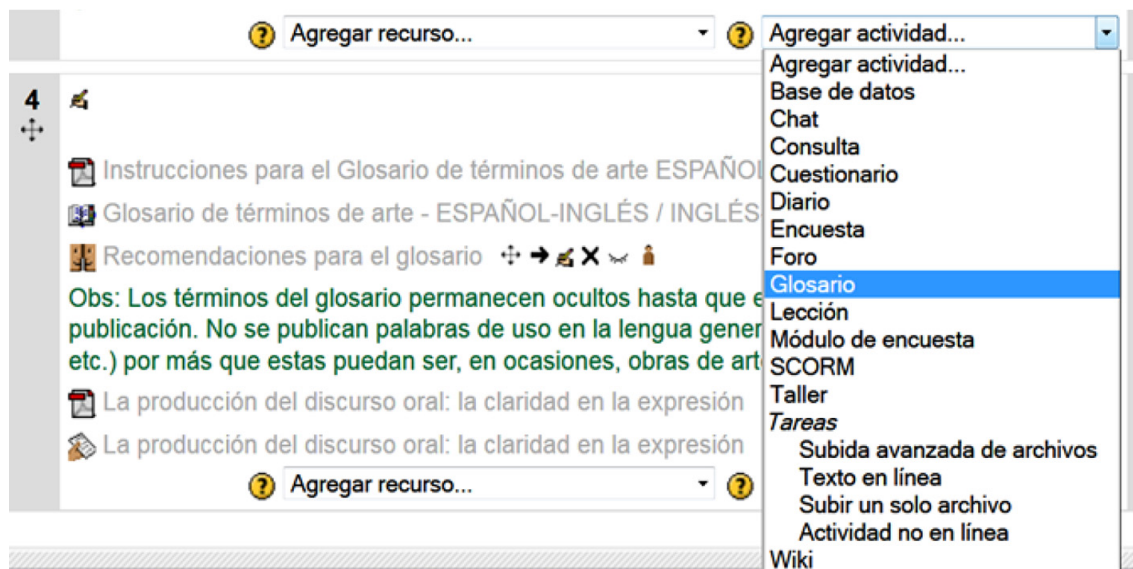 Agregar recurso...
Agregar actividad...
Agregar actividad...
Base de datos
Chat
Consulta
Cuestionario
Diario
Encuesta
Foro
Glosario
Lección
Módulo de encuesta
SCORM
Taller
Tareas
Subida avanzada de archivos
Texto en línea
Subir un solo archivo
Actividad no en línea
Wiki
4
Instrucciones para el Glosario de términos de arte ESPAÑOL
Glosario de términos de arte - ESPAÑOL-INGLÉS / INGLÉS-
Recomendaciones para el glosario
Obs: Los términos del glosario permanecen ocultos hasta que
publicación. No se publican palabras de uso en la lengua
etc.) por más que estas puedan ser, en ocasiones, obras de
La producción del discurso oral: la claridad en la expresión
La producción del discurso oral: la claridad en la expresión
Agregar recurso...